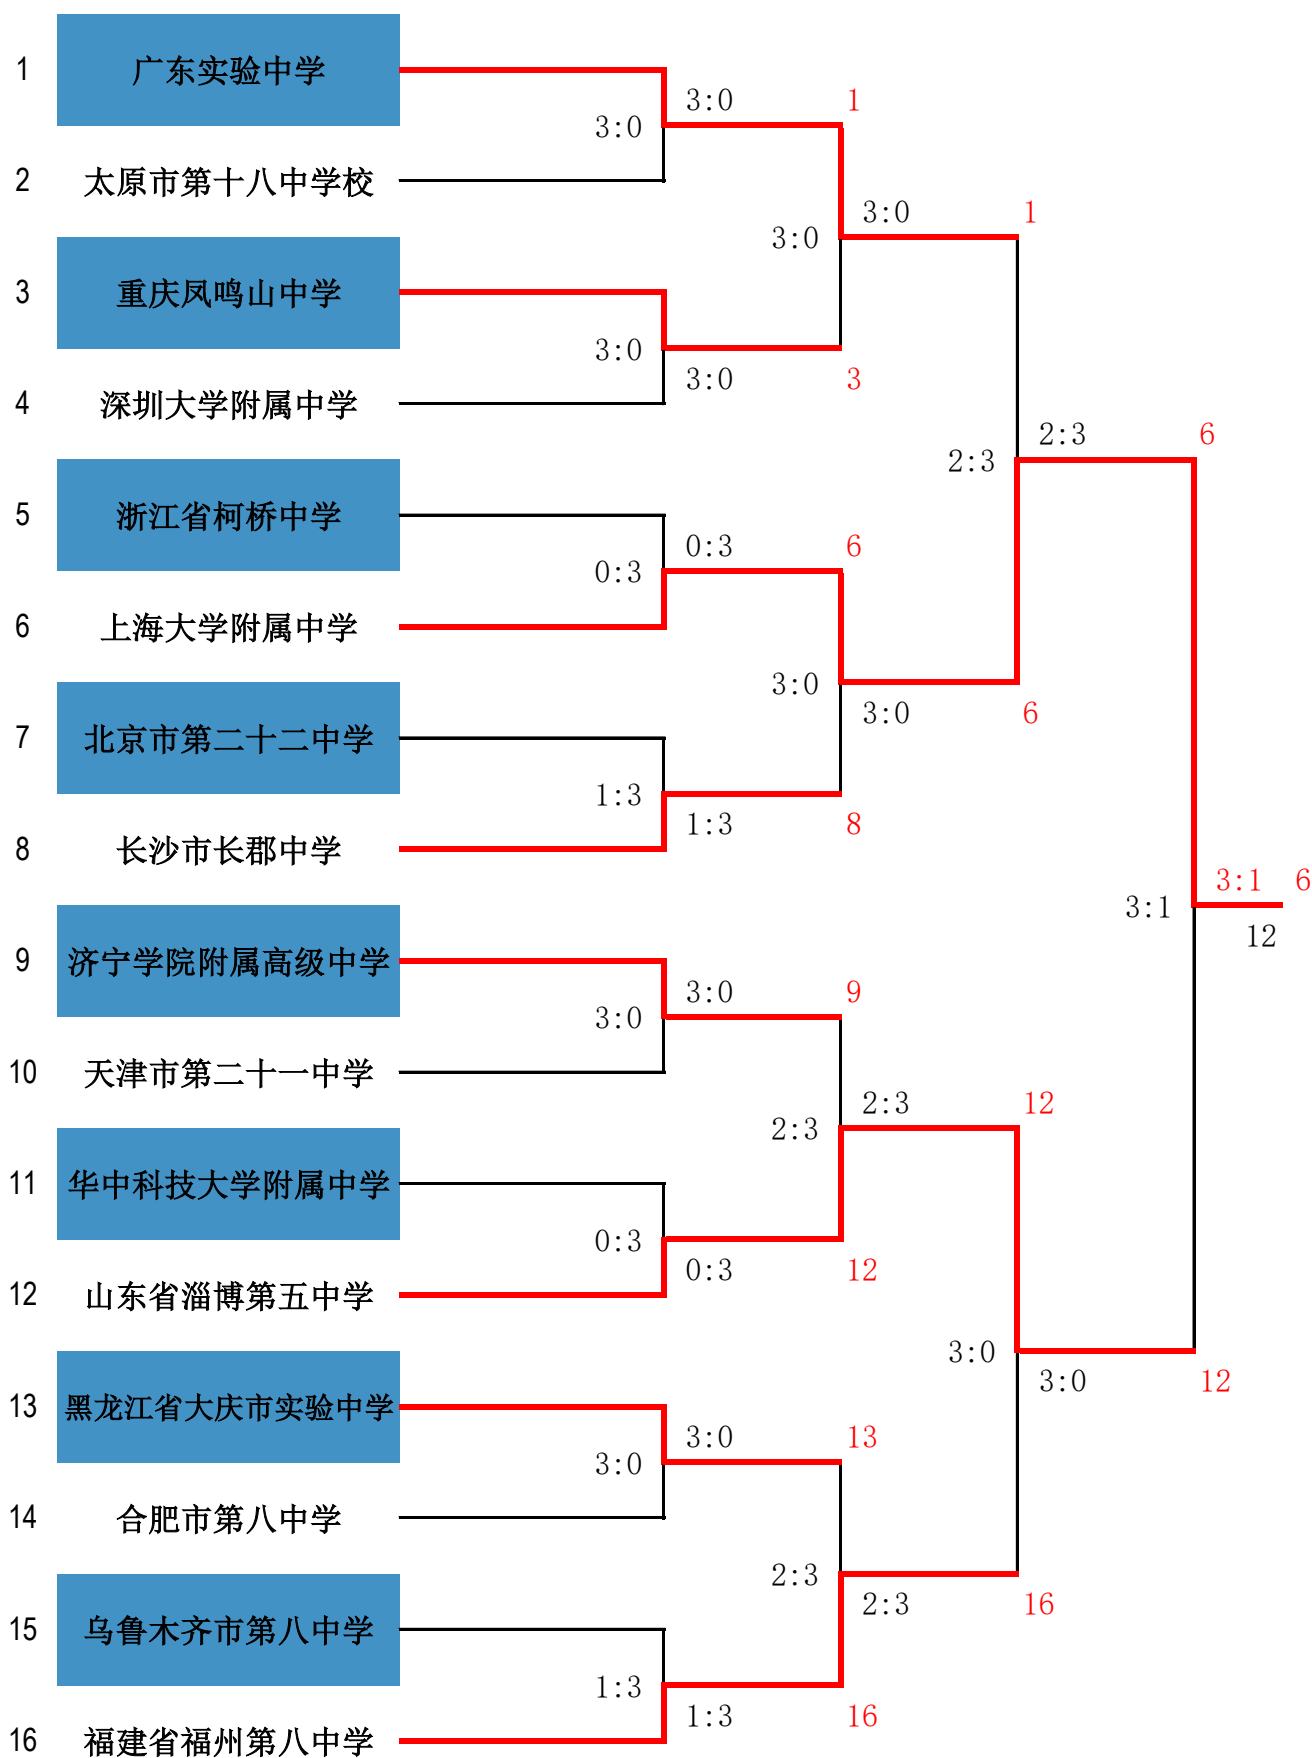 1 广东实验中学
3:0 1
3:0
2 太原市第十八中学校
3:0 1
3:0
3 重庆凤鸣山中学
3:0
3:0 3
4 深圳大学附属中学
2:3 6
2:3
5 浙江省柯桥中学
0:3 6
0:3
6 上海大学附属中学
3:0
3:0 6
7 北京市第二十二中学
1:3
1:3 8
8 长沙市长郡中学
3:1 6
3:1
12
9 济宁学院附属高级中学
3:0 9
3:0
10 天津市第二十一中学
2:3 12
2:3
11 华中科技大学附属中学
0:3
0:3 12
12 山东省淄博第五中学
3:0
3:0 12
13 黑龙江省大庆市实验中学
3:0 13
3:0
14 合肥市第八中学
2:3
2:3 16
15 乌鲁木齐市第八中学
1:3
1:3 16
16 福建省福州第八中学